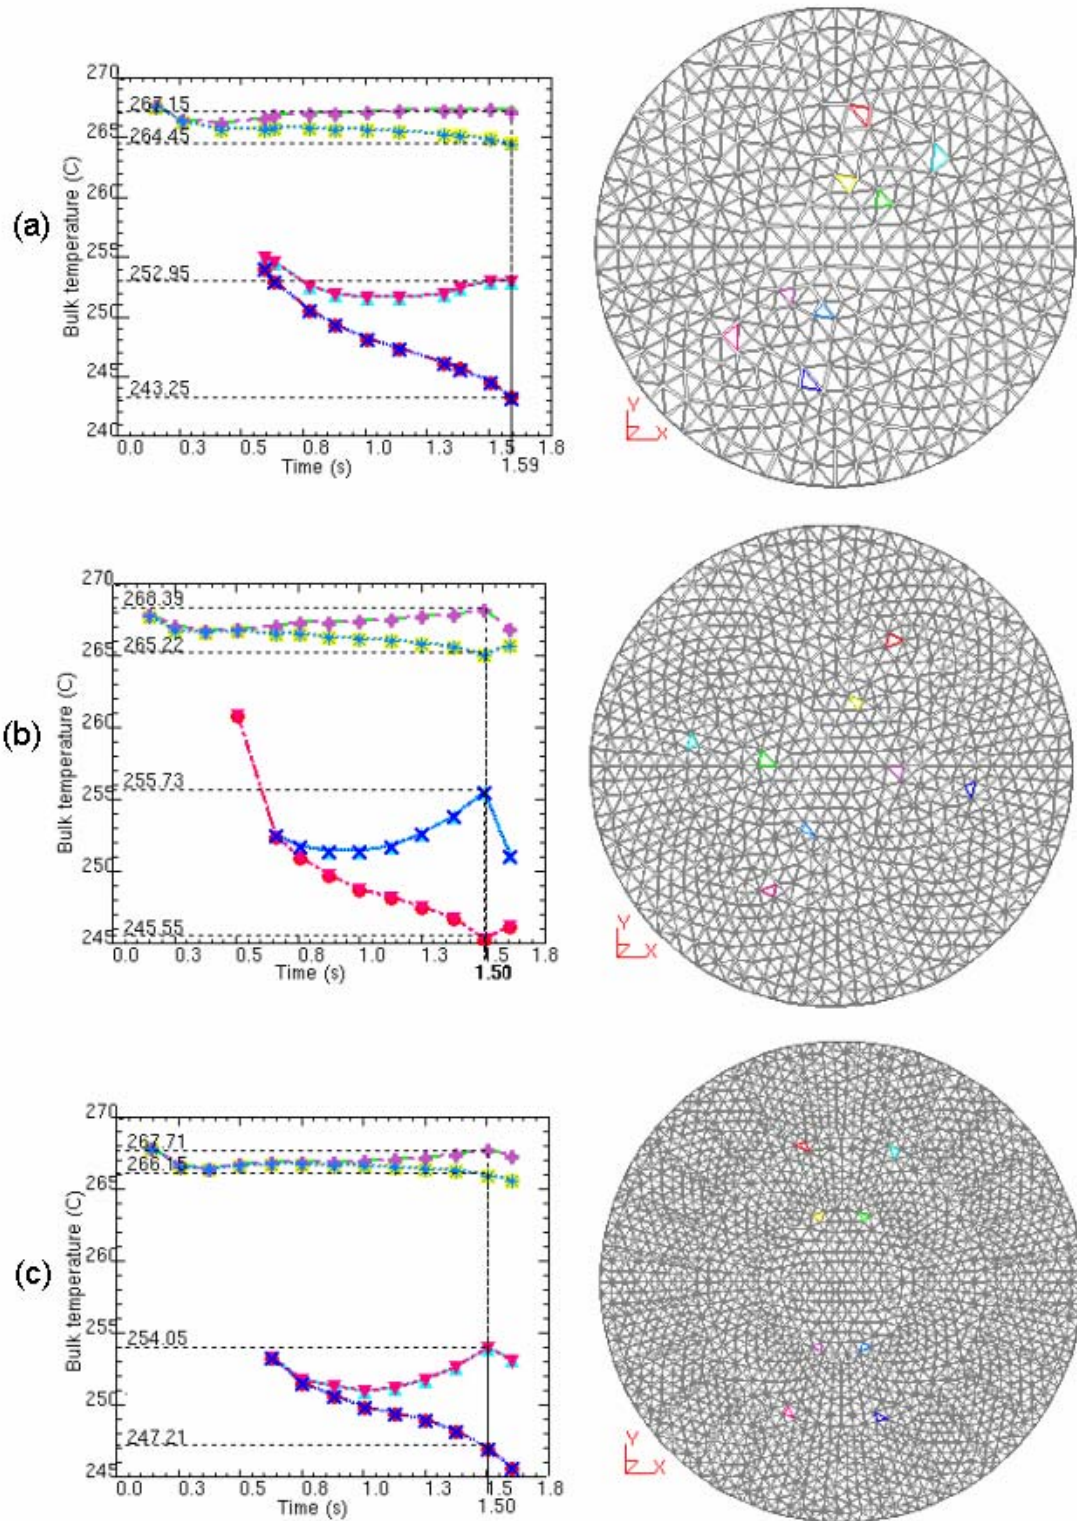 (a)
Bulk temperature (C)
270
267.15
265
264.45
260
255
252.95
250
245
243.25
240
0.0 0.3 0.5 0.8 1.0 1.3 1.5 1.8
Time (s)
1.59
Y
Z X
(b)
Bulk temperature (C)
270
268.39
265.22
265
260
255.73
255
250
245.55
245
0.0 0.3 0.5 0.8 1.0 1.3 1.5 1.8
Time (s)
1.50
Y
Z X
(c)
Bulk temperature (C)
270
267.71
266.15
265
260
255
254.05
250
247.21
245
0.0 0.3 0.5 0.8 1.0 1.3 1.5 1.8
Time (s)
1.50
Y
Z X